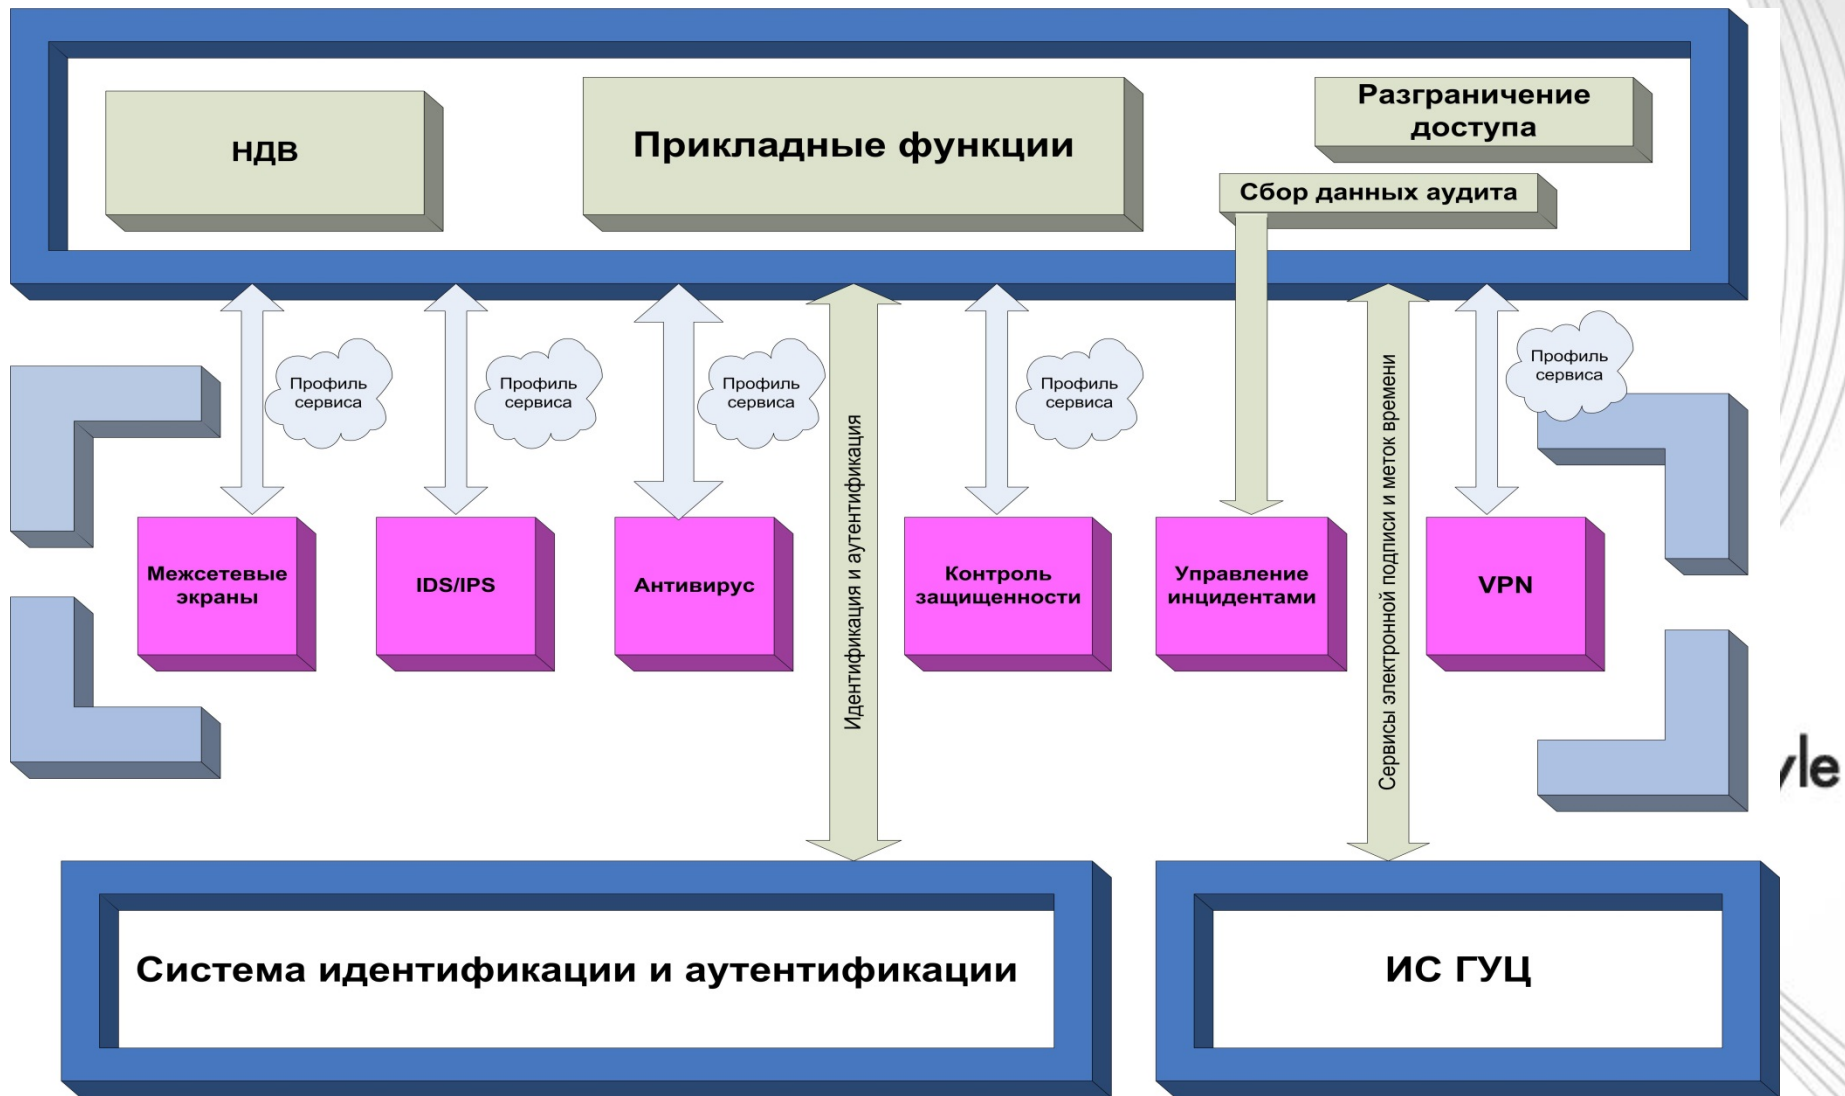 НДВ
Прикладные функции
Разграничение
доступа
Сбор данных аудита
Профиль
сервиса
Профиль
сервиса
Профиль
сервиса
Идентификация и аутентификация
Профиль
сервиса
Сервисы электронной подписи и меток времени
Профиль
сервиса
Межсетевые
экраны
IDS/IPS
Антивирус
Контроль
защищенности
Управление
инцидентами
VPN
Система идентификации и аутентификации
ИС ГУЦ